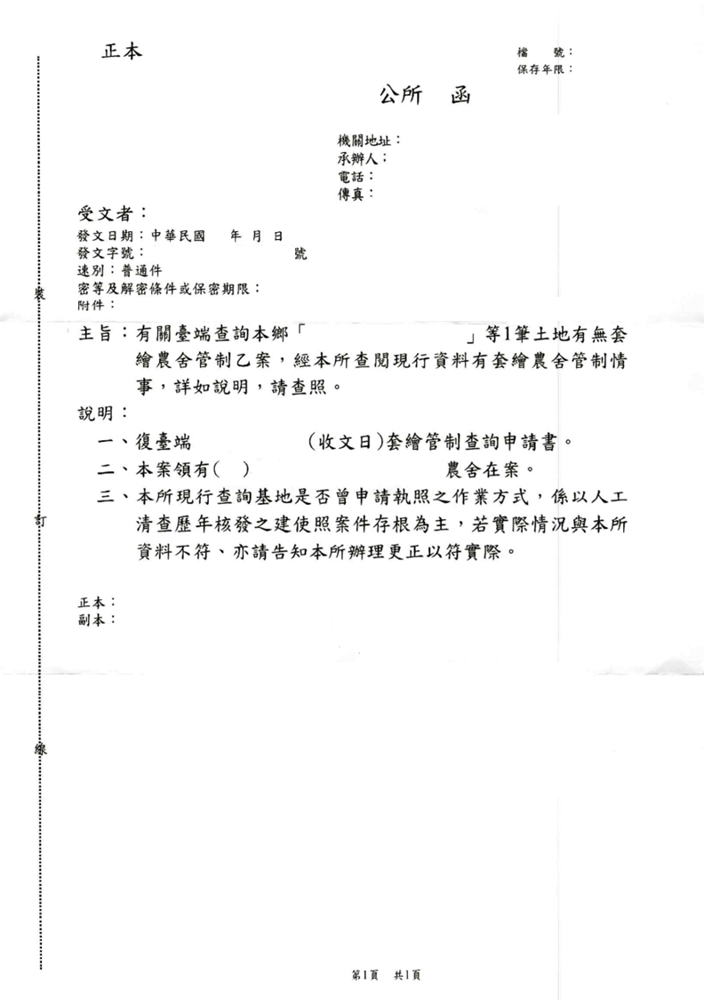 正本
檔　　號：
保存年限：
公所　函
機關地址：
承辦人：
電話：
傳真：
受文者：
發文日期：中華民國　　年 月 日
發文字號：　　　　　　　　　　　　號
速別：普通件
密等及解密條件或保密期限：
附件：
主旨：有關臺端查詢本鄉「　　　　　　　　」等1筆土地有無套
繪農舍管制乙案，經本所查閱現行資料有套繪農舍管制情
事，詳如說明，請查照。
說明：
一、復臺端　　　　　　(收文日)套繪管制查詢申請書。
二、本案領有(　)　　　　　　　　　　農舍在案。
三、本所現行查詢基地是否曾申請執照之作業方式，係以人工
清查歷年核發之建使照案件存根為主，若實際情況與本所
資料不符、亦請告知本所辦理更正以符實際。
正本：
副本：
裝
訂
線
第1頁　共1頁